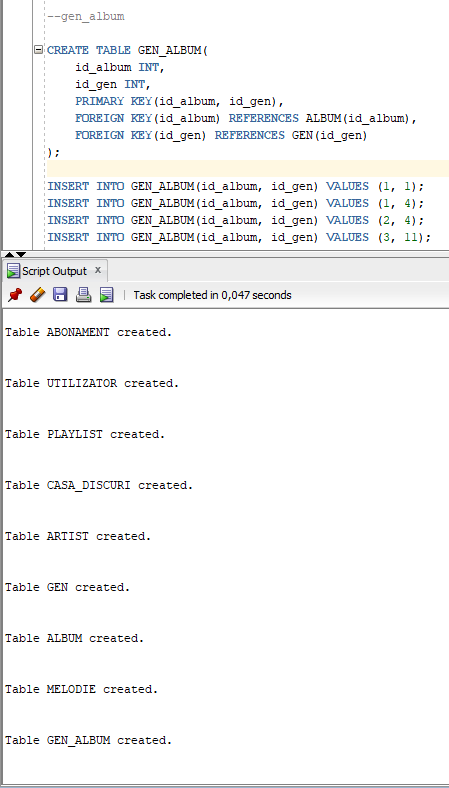 --gen_album
CREATE TABLE GEN_ALBUM(
id_album INT,
id_gen INT,
PRIMARY KEY(id_album, id_gen),
FOREIGN KEY(id_album) REFERENCES ALBUM(id_album),
FOREIGN KEY(id_gen) REFERENCES GEN(id_gen)
);
INSERT INTO GEN_ALBUM(id_album, id_gen) VALUES (1, 1);
INSERT INTO GEN_ALBUM(id_album, id_gen) VALUES (1, 4);
INSERT INTO GEN_ALBUM(id_album, id_gen) VALUES (2, 4);
INSERT INTO GEN_ALBUM(id_album, id_gen) VALUES (3, 11);
Script Output x
Task completed in 0,047 seconds
Table ABONAMENT created.
Table UTILIZATOR created.
Table PLAYLIST created.
Table CASA_DISCURI created.
Table ARTIST created.
Table GEN created.
Table ALBUM created.
Table MELODIE created.
Table GEN_ALBUM created.